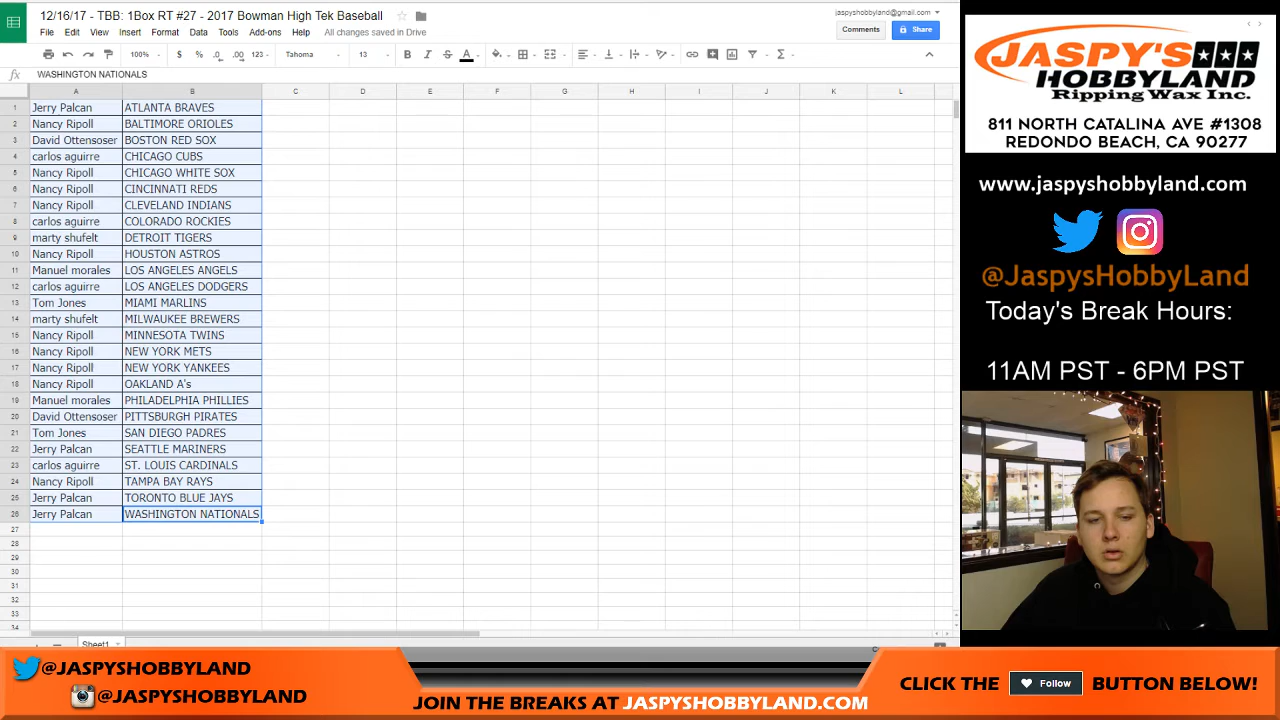 12/16/17 - TBB: 1Box RT #27 - 2017 Bowman High Tek Baseball
jaspyshobbyland@gmail.com
File Edit View Insert Format Data Tools Add-ons Help All changes saved in Drive
Comments Share
100% $ % .0 .00 123 Tahoma 13 B I S A
fx WASHINGTON NATIONALS
A B C D E F G H I J K L
1 Jerry Palcan ATLANTA BRAVES
2 Nancy Ripoll BALTIMORE ORIOLES
3 David Ottensoser BOSTON RED SOX
4 carlos aguirre CHICAGO CUBS
5 Nancy Ripoll CHICAGO WHITE SOX
6 Nancy Ripoll CINCINNATI REDS
7 Nancy Ripoll CLEVELAND INDIANS
8 carlos aguirre COLORADO ROCKIES
9 marty shufelt DETROIT TIGERS
10 Nancy Ripoll HOUSTON ASTROS
11 Manuel morales LOS ANGELES ANGELS
12 carlos aguirre LOS ANGELES DODGERS
13 Tom Jones MIAMI MARLINS
14 marty shufelt MILWAUKEE BREWERS
15 Nancy Ripoll MINNESOTA TWINS
16 Nancy Ripoll NEW YORK METS
17 Nancy Ripoll NEW YORK YANKEES
18 Nancy Ripoll OAKLAND A's
19 Manuel morales PHILADELPHIA PHILLIES
20 David Ottensoser PITTSBURGH PIRATES
21 Tom Jones SAN DIEGO PADRES
22 Jerry Palcan SEATTLE MARINERS
23 carlos aguirre ST. LOUIS CARDINALS
24 Nancy Ripoll TAMPA BAY RAYS
25 Jerry Palcan TORONTO BLUE JAYS
26 Jerry Palcan WASHINGTON NATIONALS
27
28
29
30
31
32
33
34
Sheet1
JASPY'S
HOBBYLAND
Ripping Wax Inc.
811 NORTH CATALINA AVE #1308
REDONDO BEACH, CA 90277
www.jaspyshobbyland.com
@JaspysHobbyLand
Today's Break Hours:
11AM PST - 6PM PST
@JASPYSHOBBYLAND
@JASPYSHOBBYLAND
JOIN THE BREAKS AT JASPYSHOBBYLAND.COM
CLICK THE Follow BUTTON BELOW!